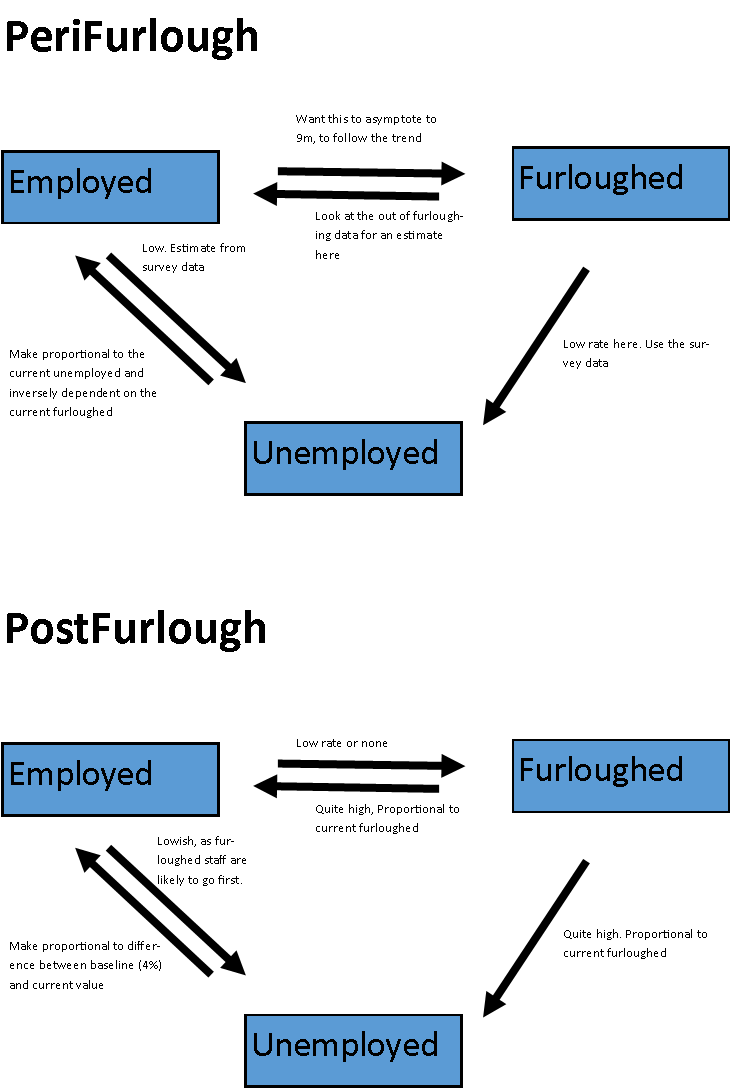 PeriFurlough
Want this to asymptote to
9m, to follow the trend
Employed
Furloughed
Look at the out of furlough-
ing data for an estimate
here
Low. Estimate from
survey data
Make proportional to the
current unemployed and
inversely dependent on the
current furloughed
Low rate here. Use the sur-
vey data
Unemployed
PostFurlough
Low rate or none
Employed
Furloughed
Quite high, Proportional to
current furloughed
Lowish, as fur-
loughed staff are
likely to go first.
Make proportional to differ-
ence between baseline (4%)
and current value
Quite high. Proportional to
current furloughed
Unemployed